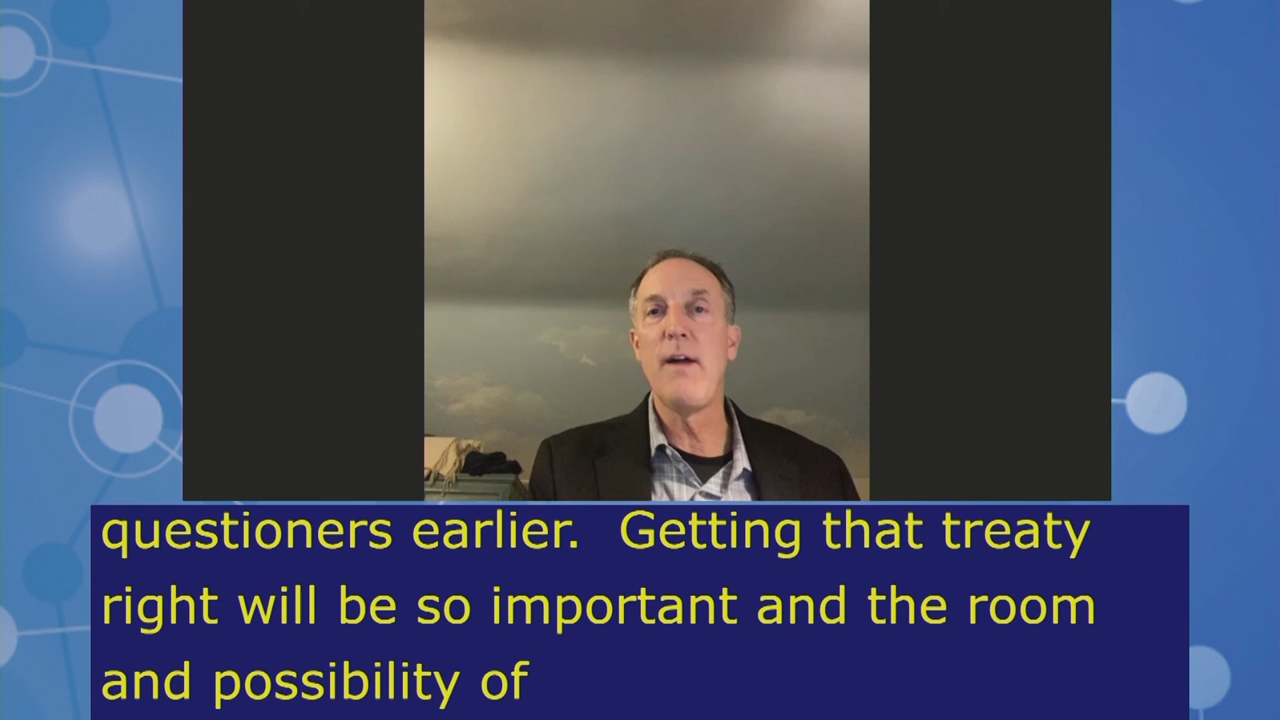 questioners earlier.  Getting that treaty
right will be so important and the room
and possibility of